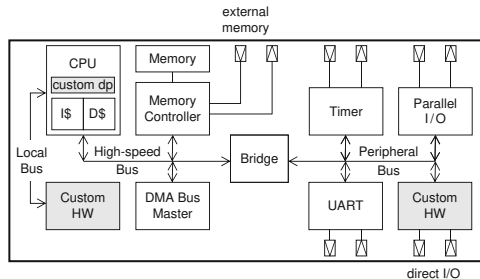 external
memory
CPU
custom dp
I$ D$
Memory
Memory
Controller
Timer
Parallel
I/O
Local
Bus
High-speed
Bus
Bridge
Peripheral
Bus
Custom
HW
DMA Bus
Master
UART
Custom
HW
direct I/O